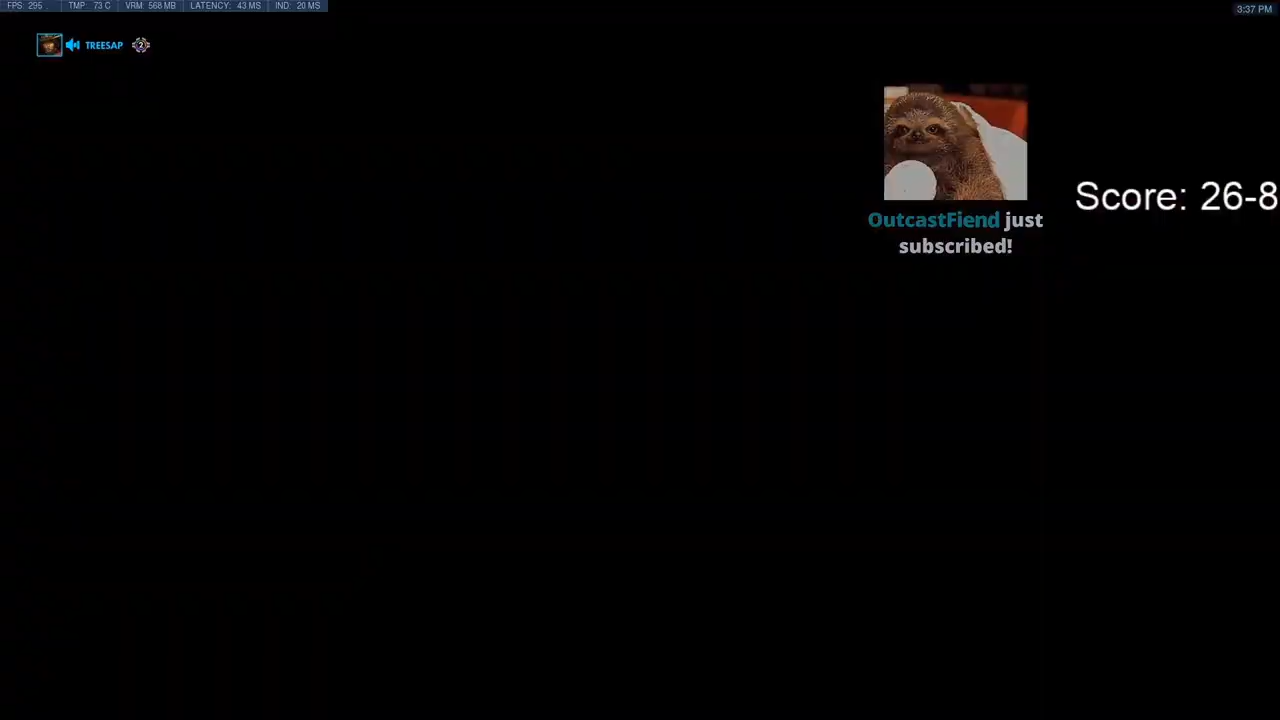 FPS: 295 TMP: 73 C VRM: 568 MB LATENCY: 43 MS IND: 20 MS
3:37 PM
TREESAP 2
Score: 26-8
OutcastFiend just
subscribed!